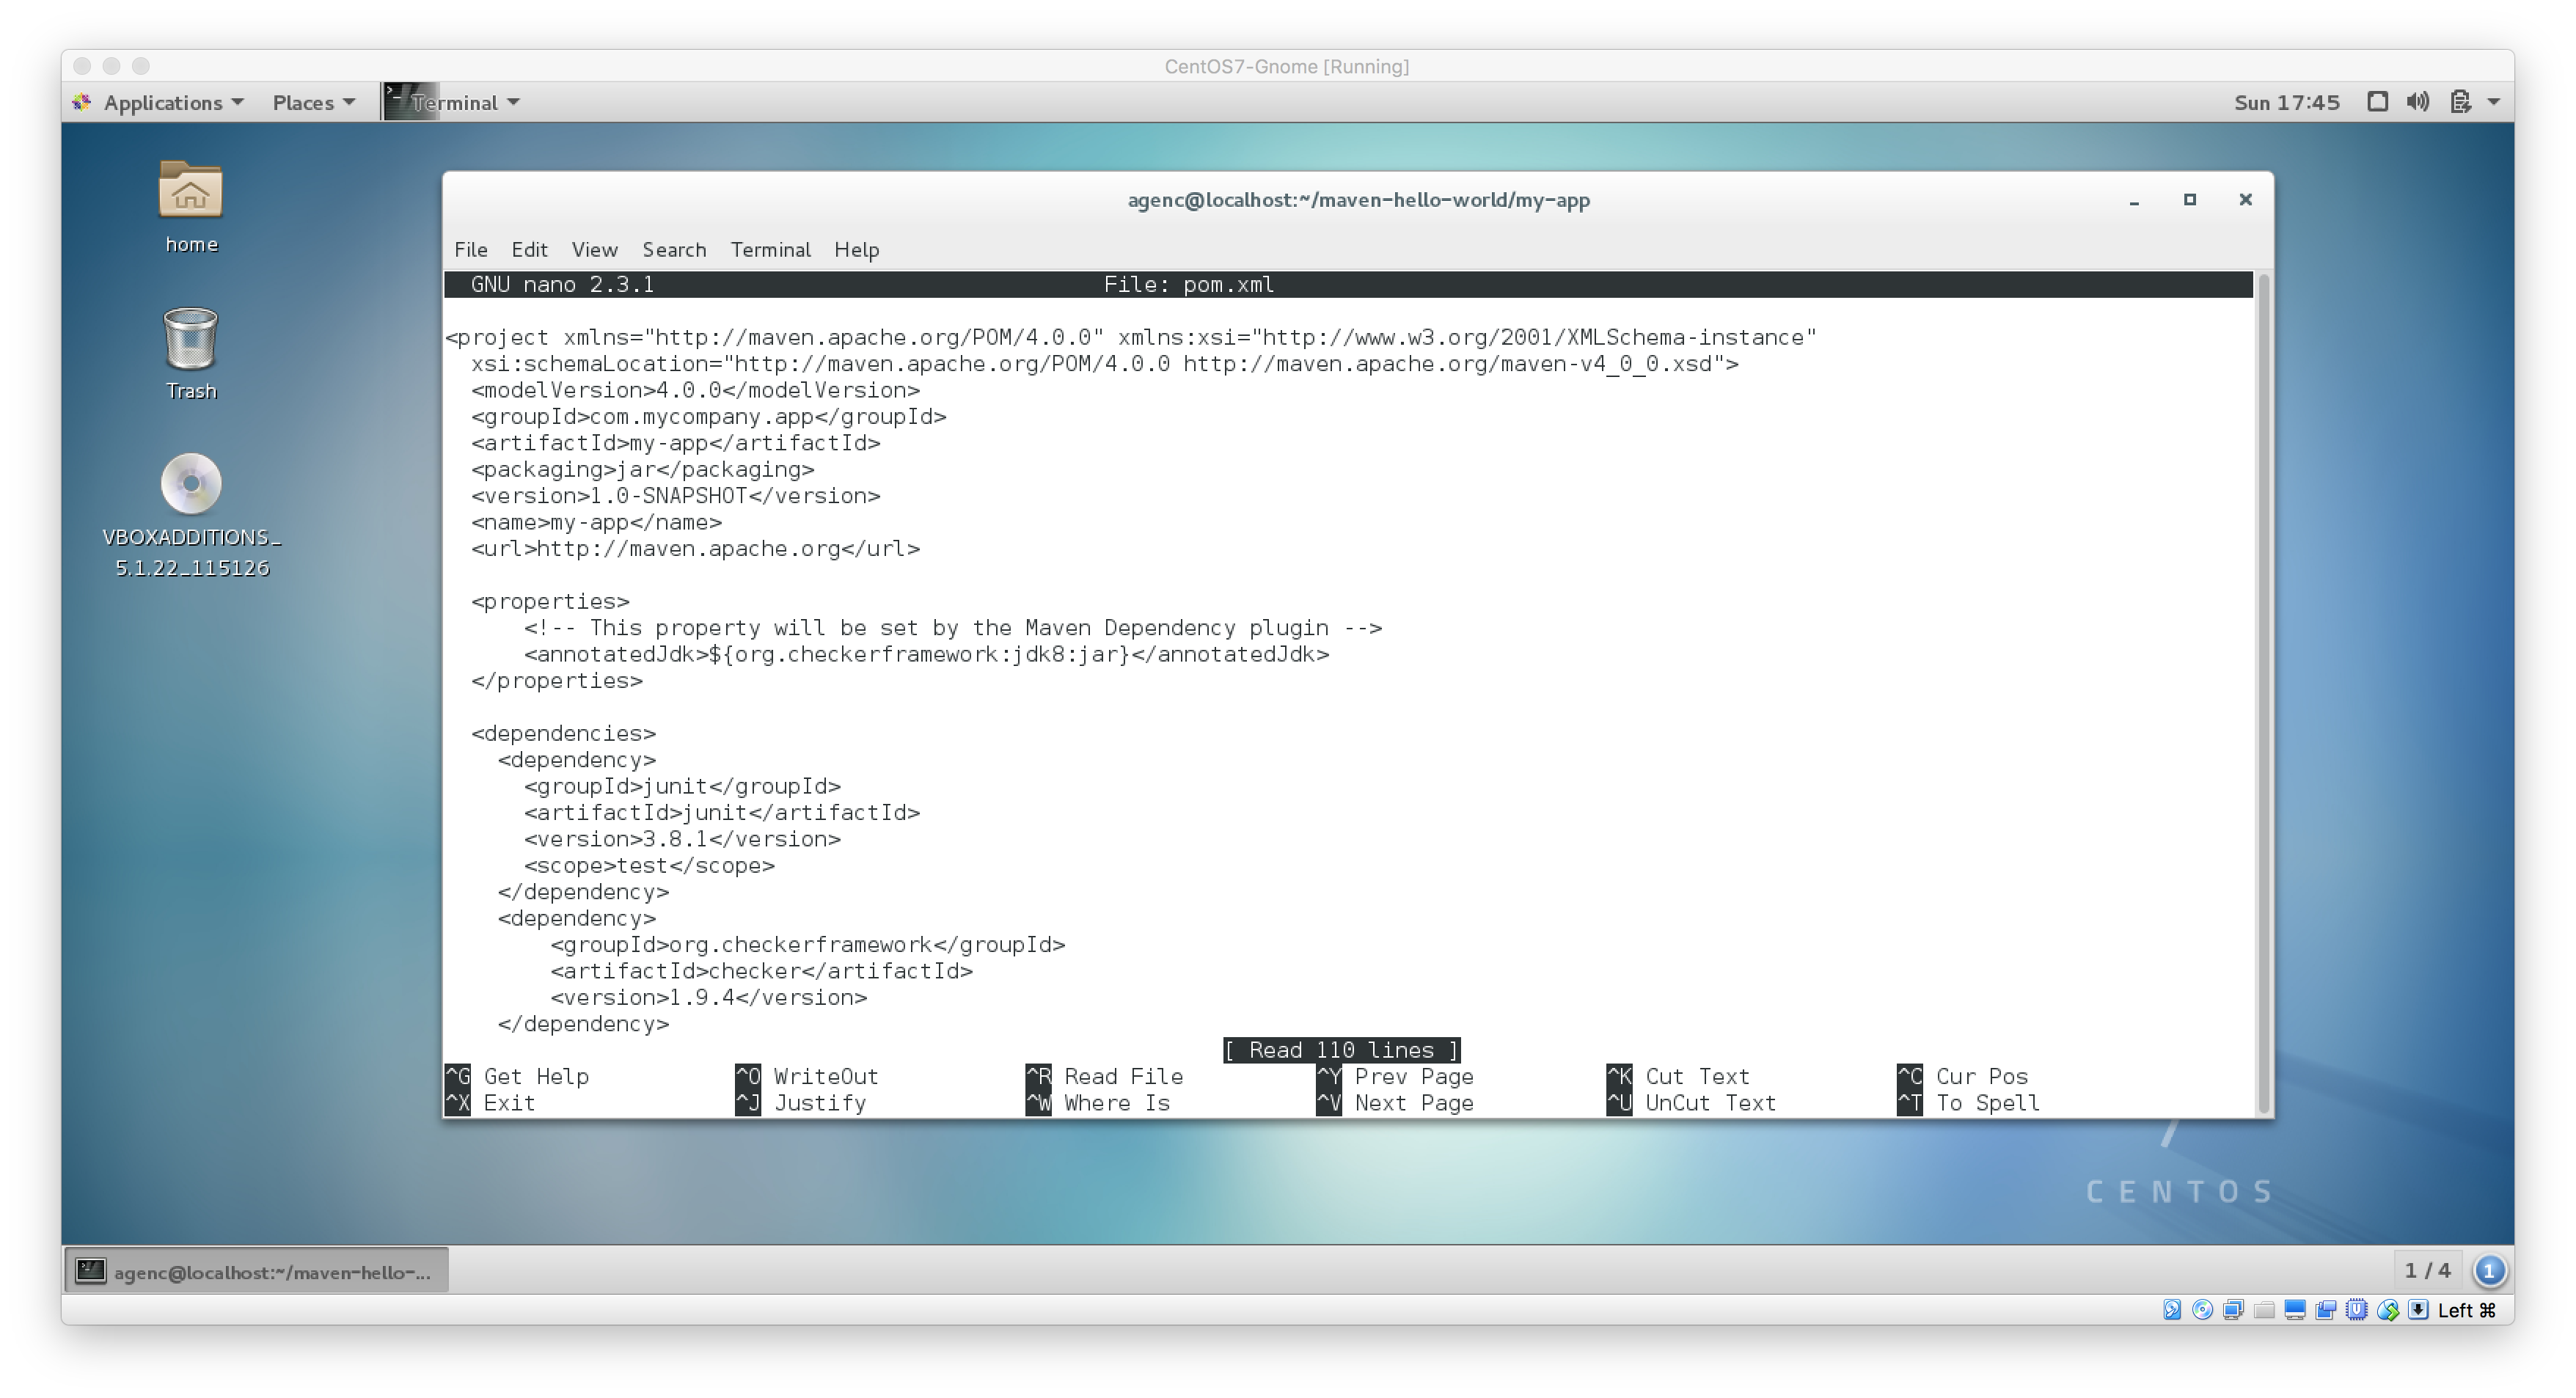 CentOS7-Gnome [Running]
Applications Places Terminal Sun 17:45
home
Trash
VBOXADDITIONS_
5.1.22_115126
agenc@localhost:~/maven-hello-world/my-app
File Edit View Search Terminal Help
GNU nano 2.3.1 File: pom.xml
<project xmlns="http://maven.apache.org/POM/4.0.0" xmlns:xsi="http://www.w3.org/2001/XMLSchema-instance"
  xsi:schemaLocation="http://maven.apache.org/POM/4.0.0 http://maven.apache.org/maven-v4_0_0.xsd">
  <modelVersion>4.0.0</modelVersion>
  <groupId>com.mycompany.app</groupId>
  <artifactId>my-app</artifactId>
  <packaging>jar</packaging>
  <version>1.0-SNAPSHOT</version>
  <name>my-app</name>
  <url>http://maven.apache.org</url>
  <properties>
      <!-- This property will be set by the Maven Dependency plugin -->
      <annotatedJdk>${org.checkerframework:jdk8:jar}</annotatedJdk>
  </properties>
  <dependencies>
    <dependency>
      <groupId>junit</groupId>
      <artifactId>junit</artifactId>
      <version>3.8.1</version>
      <scope>test</scope>
    </dependency>
    <dependency>
        <groupId>org.checkerframework</groupId>
        <artifactId>checker</artifactId>
        <version>1.9.4</version>
    </dependency>
[ Read 110 lines ]
^G Get Help ^O WriteOut ^R Read File ^Y Prev Page ^K Cut Text ^C Cur Pos
^X Exit ^J Justify ^W Where Is ^V Next Page ^U UnCut Text ^T To Spell
CENTOS
agenc@localhost:~/maven-hello-... 1 / 4 1
Left ⌘